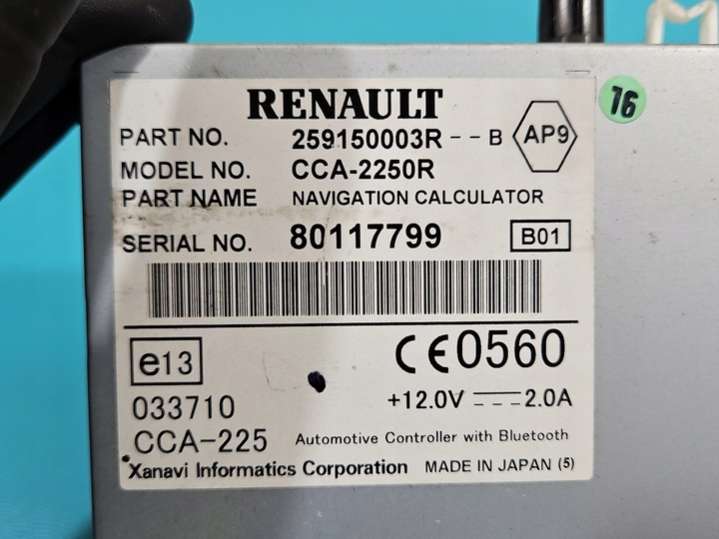 RENAULT
16
PART NO. 259150003R -- B AP9
MODEL NO. CCA-2250R
PART NAME NAVIGATION CALCULATOR
SERIAL NO. 80117799 B01
e13 CE0560
033710 +12.0V 2.0A
CCA-225 Automotive Controller with Bluetooth
Xanavi Informatics Corporation MADE IN JAPAN (5)